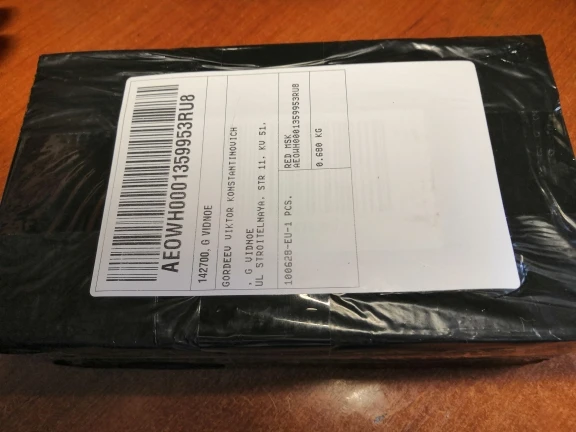 AEOWH0001359953RU8
142700, G VIDNOE
GORDEEV VIKTOR KONSTANTINOVICH
, G VIDNOE
UL STROITELNAYA. STR 11. KV 51.
100628-EU-1 PCS.
RED MSK
AEOWH0001359953RU8
0,680 KG